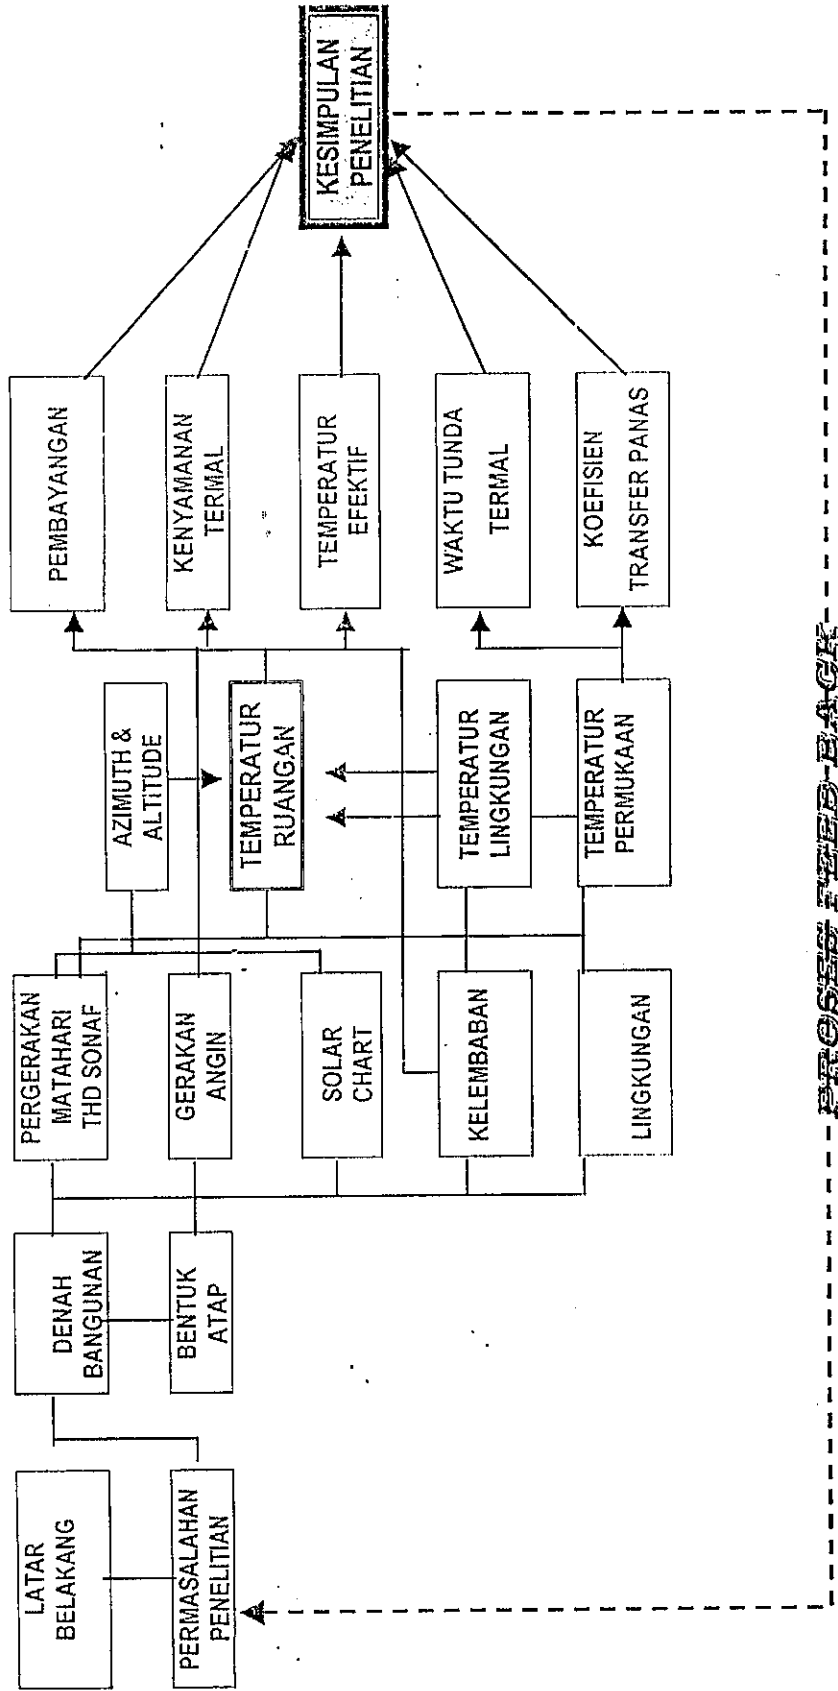 LATAR
BELAKANG
PERMASALAHAN
PENELITIAN
DENAH
BANGUNAN
BENTUK
ATAP
PERGERAKAN
MATAHARI
THD SONAF
GERAKAN
ANGIN
SOLAR
CHART
KELEMBABAN
LINGKUNGAN
AZIMUTH &
ALTITUDE
TEMPERATUR
RUANGAN
TEMPERATUR
LINGKUNGAN
TEMPERATUR
PERMUKAAN
PEMBAYANGAN
KENYAMANAN
TERMAL
TEMPERATUR
EFEKTIF
WAKTU TUNDA
TERMAL
KOEFISIEN
TRANSFER PANAS
KESIMPULAN
PENELITIAN
PROSES FEED-BACK